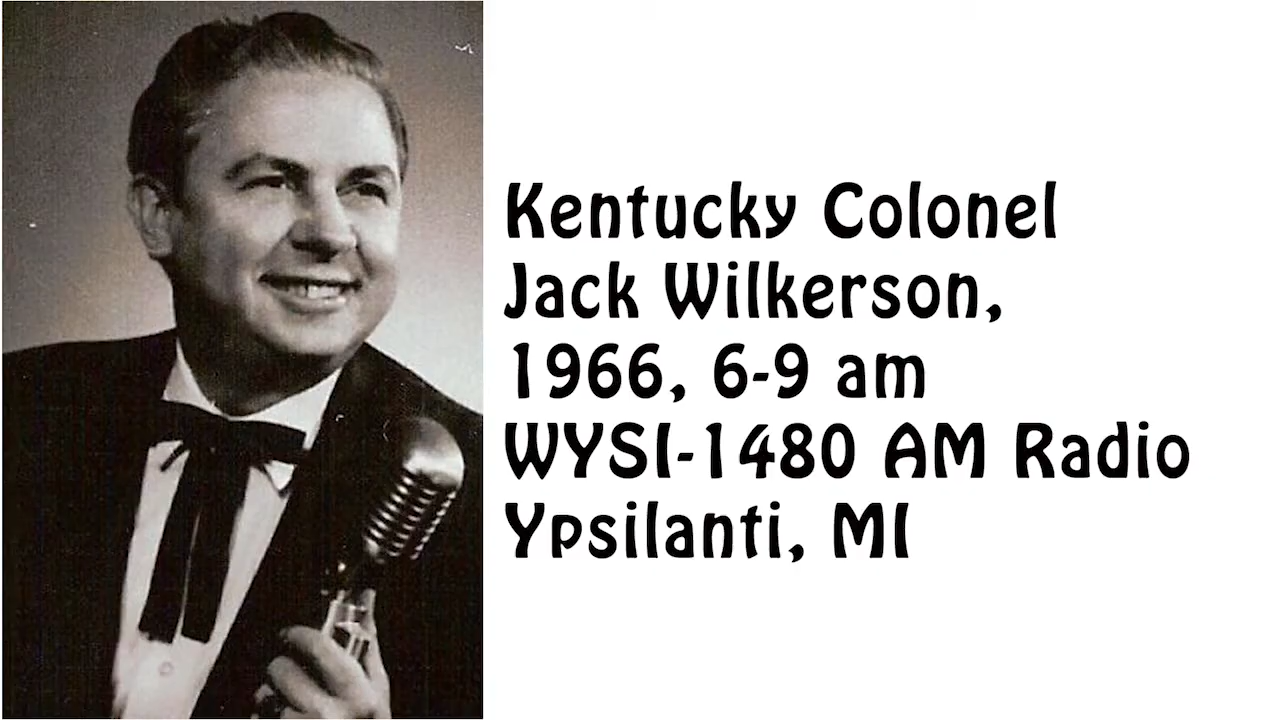 Kentucky Colonel
Jack Wilkerson,
1966, 6-9 am
WYSI-1480 AM Radio
Ypsilanti, MI